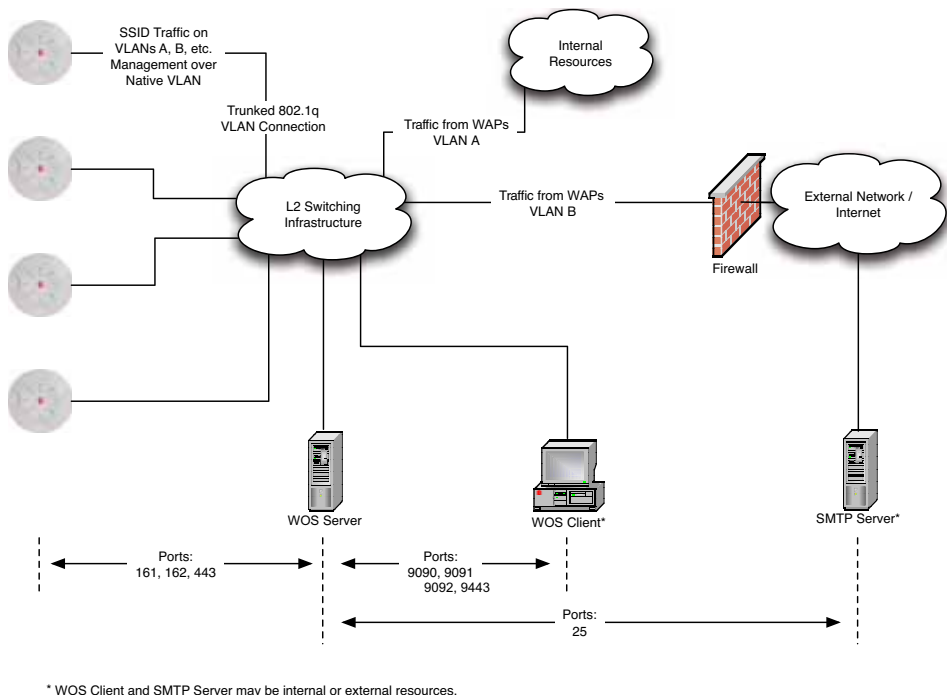 SSID Traffic on
VLANs A, B, etc.
Management over
Native VLAN
Trunked 802.1q
VLAN Connection
Internal
Resources
Traffic from WAPs
VLAN A
L2 Switching
Infrastructure
Traffic from WAPs
VLAN B
Firewall
External Network /
Internet
WOS Server
WOS Client*
SMTP Server*
Ports:
161, 162, 443
Ports:
9090, 9091
9092, 9443
Ports:
25
* WOS Client and SMTP Server may be internal or external resources.